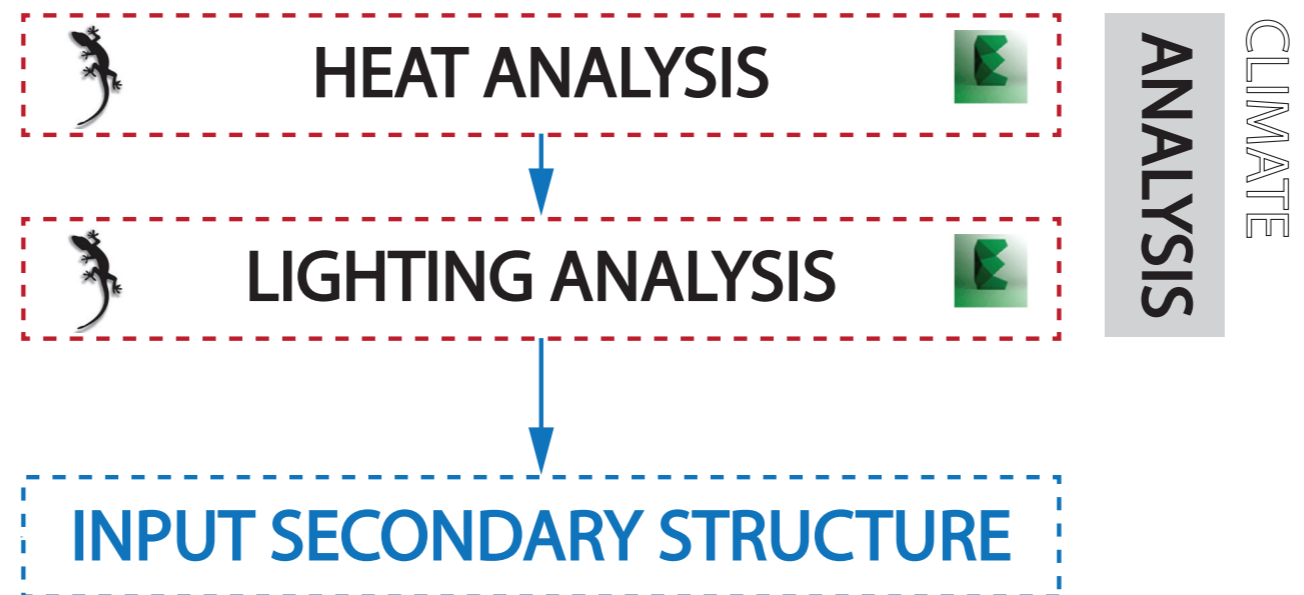 HEAT ANALYSIS
LIGHTING ANALYSIS
INPUT SECONDARY STRUCTURE
CLIMATE
ANALYSIS